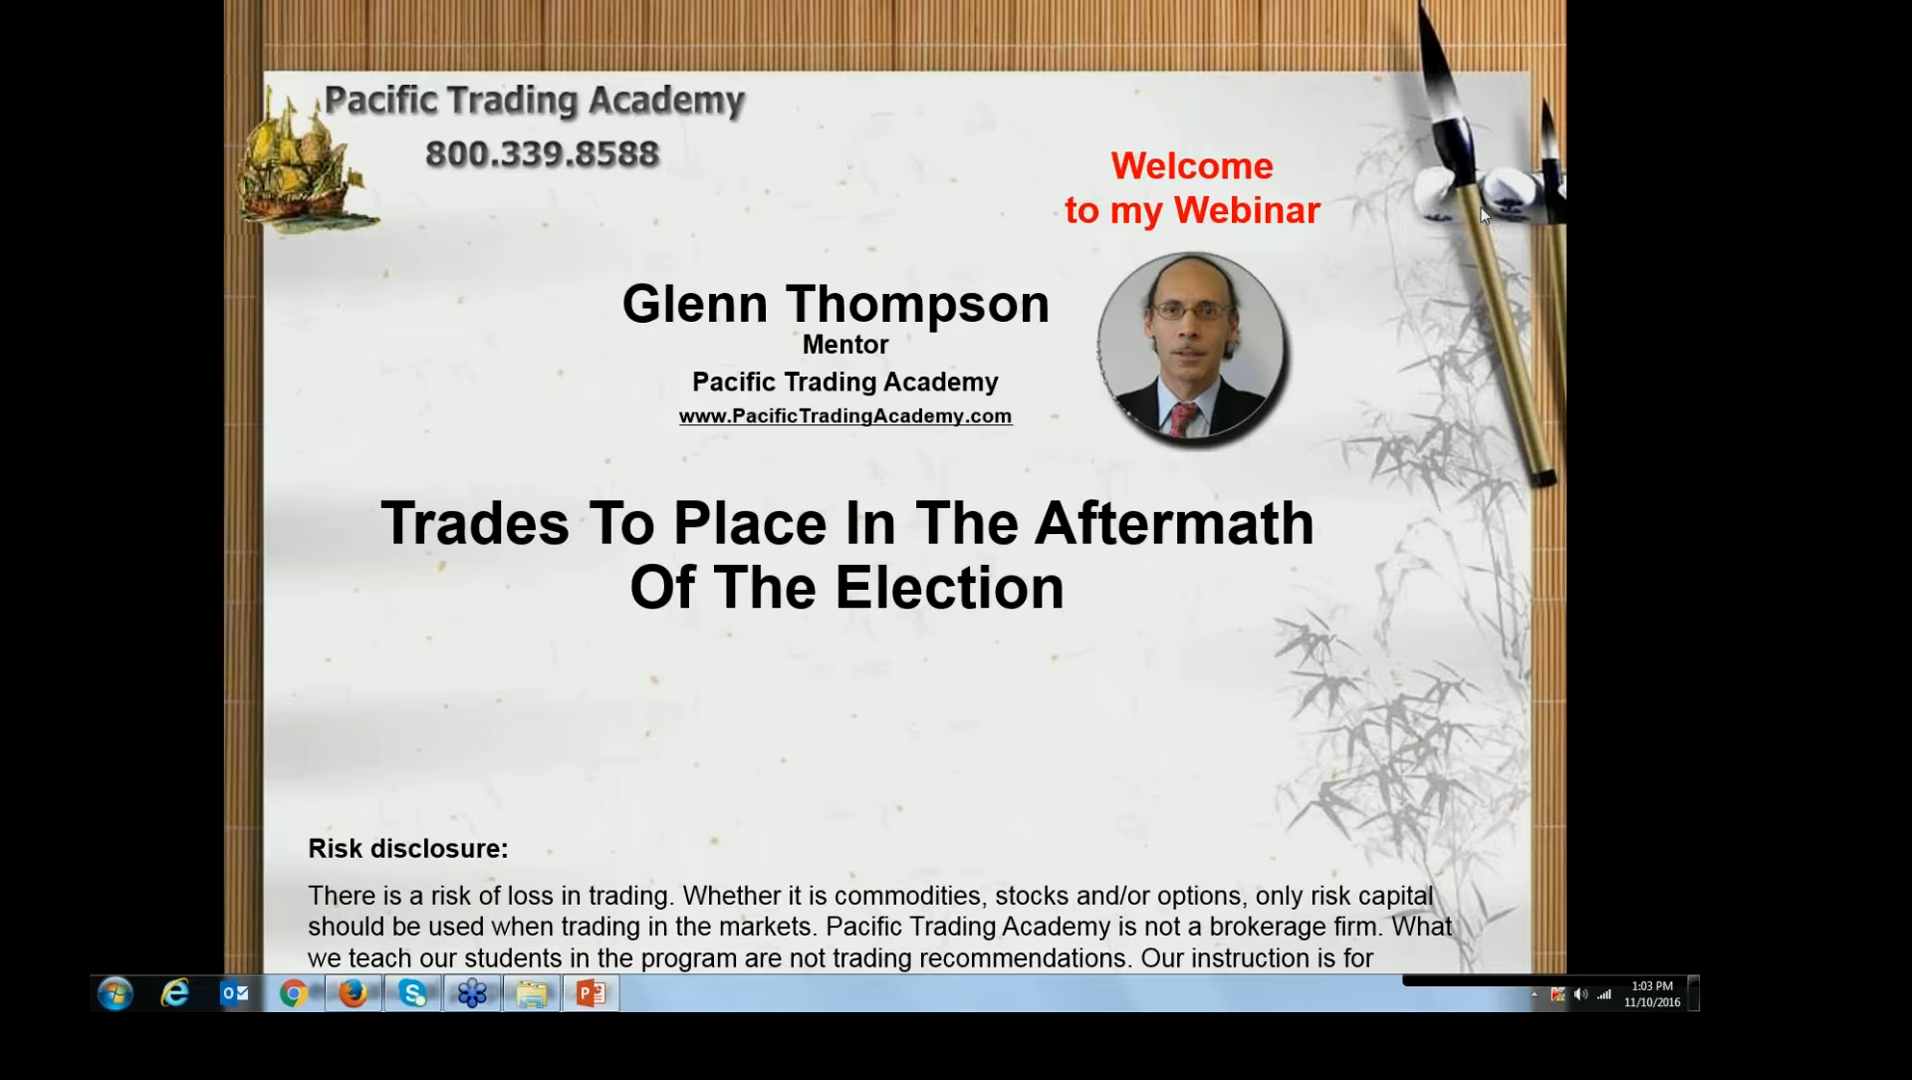 Pacific Trading Academy
800.339.8588
Welcome
to my Webinar
Glenn Thompson
Mentor
Pacific Trading Academy
www.PacificTradingAcademy.com
Trades To Place In The Aftermath
Of The Election
Risk disclosure:
There is a risk of loss in trading. Whether it is commodities, stocks and/or options, only risk capital
should be used when trading in the markets. Pacific Trading Academy is not a brokerage firm. What
we teach our students in the program are not trading recommendations. Our instruction is for
1:03 PM
11/10/2016